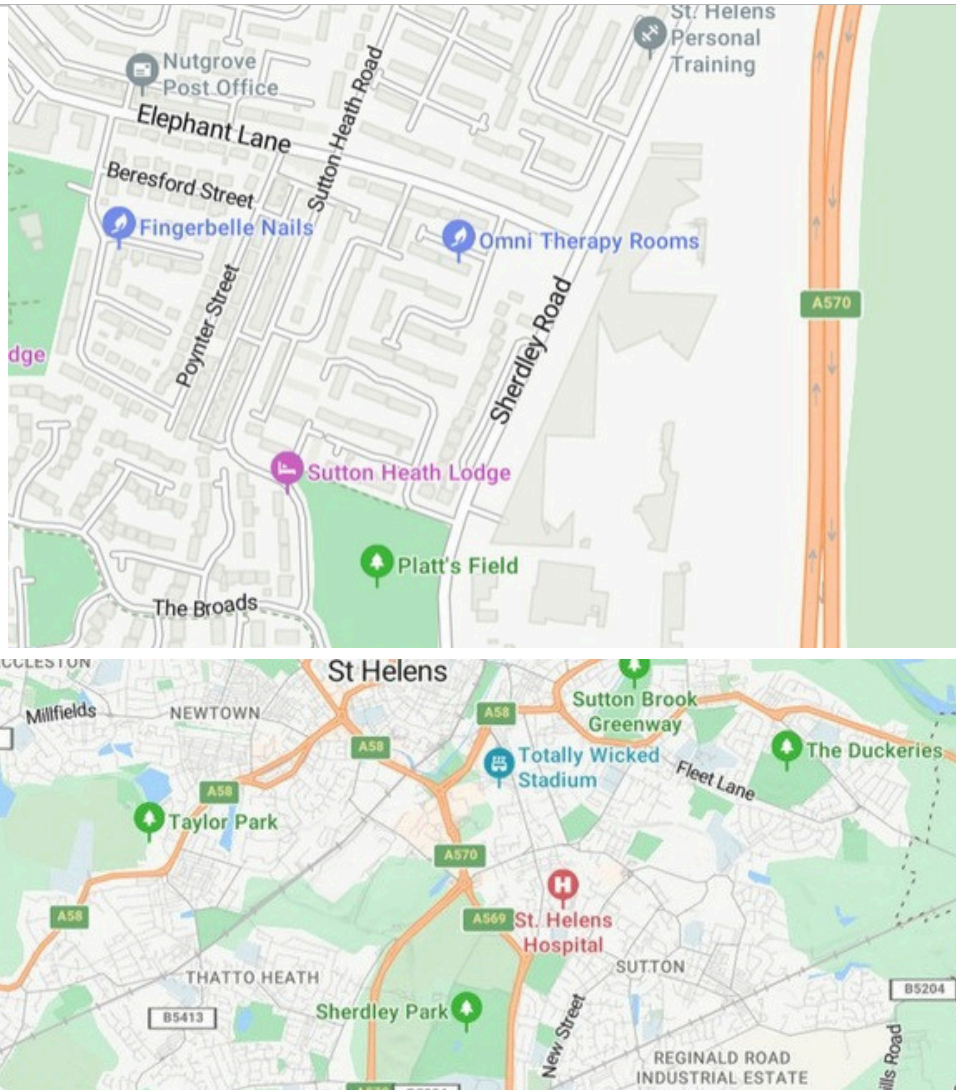 St. Helens
Personal
Training
Nutgrove
Post Office
Sutton Heath Road
Elephant Lane
Beresford Street
Fingerbelle Nails
Omni Therapy Rooms
Poynter Street
Sherdley Road
A570
dge
Sutton Heath Lodge
Platt's Field
The Broads
CCLESTON
St Helens
Millfields
NEWTOWN
A58
Sutton Brook
Greenway
A58
Totally Wicked
Stadium
The Duckeries
Fleet Lane
A58
Taylor Park
A570
A58
A569
St. Helens
Hospital
THATTO HEATH
SUTTON
B5204
B5413
Sherdley Park
New Street
REGINALD ROAD
INDUSTRIAL ESTATE
lls Road